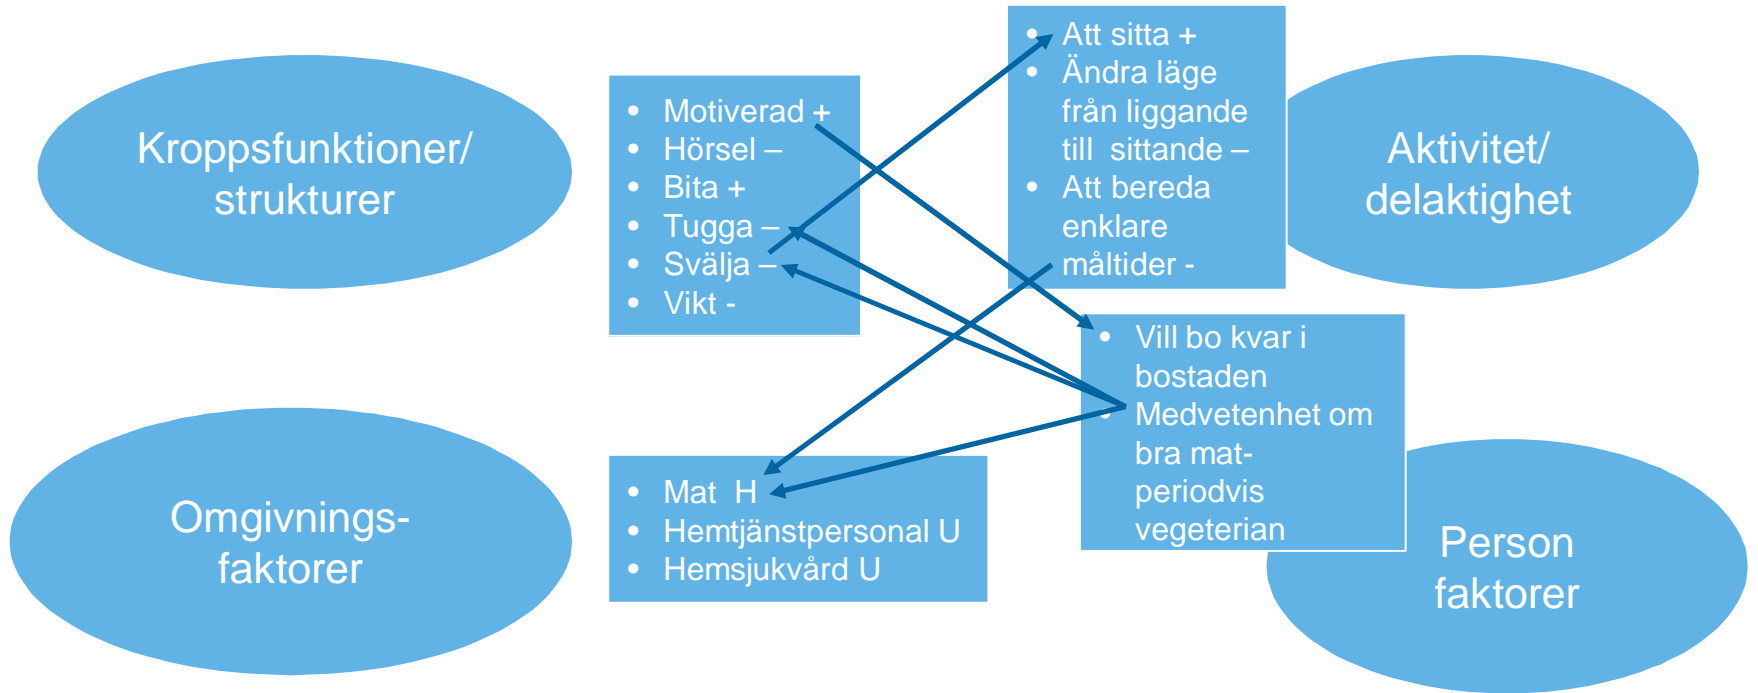 Kroppsfunktioner/
strukturer
• Motiverad +
• Hörsel –
• Bita +
• Tugga –
• Svälja –
• Vikt -
• Att sitta +
• Ändra läge
från liggande
till  sittande –
• Att bereda
enklare
måltider -
Aktivitet/
delaktighet
Omgivnings-
faktorer
• Mat  H
• Hemtjänstpersonal U
• Hemsjukvård U
• Vill bo kvar i
bostaden
• Medvetenhet om
bra mat-
periodvis
vegeterian
Person
faktorer